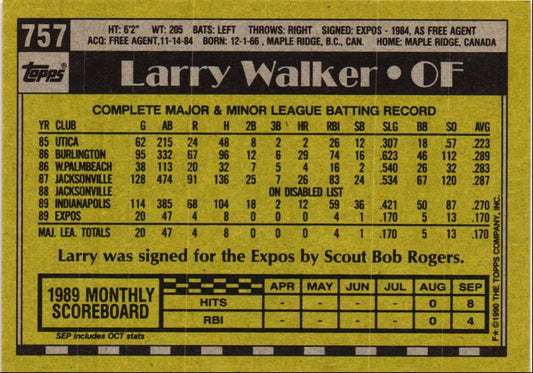 757
HT: 6'2" WT: 205 BATS: LEFT THROWS: RIGHT SIGNED: EXPOS - 1984, AS FREE AGENT
ACQ: FREE AGENT,11-14-84 BORN: 12-1-66 , MAPLE RIDGE, B.C., CAN. HOME: MAPLE RIDGE, CANADA
Topps®
Larry Walker • OF
COMPLETE MAJOR & MINOR LEAGUE BATTING RECORD
YR CLUB G AB R H 2B 3B HR RBI SB SLG BB SO AVG
85 UTICA 62 215 24 48 8 2 2 26 12 .307 18 57 .223
86 BURLINGTON 95 332 67 96 12 6 29 74 16 .623 46 112 .289
86 W.PALMBEACH 38 113 20 32 7 5 4 16 2 .540 26 32 .283
87 JACKSONVILLE 128 474 91 136 25 7 26 83 24 .534 67 120 .287
88 JACKSONVILLE ON DISABLED LIST
89 INDIANAPOLIS 114 385 68 104 18 2 12 59 36 .421 50 87 .270
89 EXPOS 20 47 4 8 0 0 0 4 1 .170 5 13 .170
MAJ. LEA. TOTALS 20 47 4 8 0 0 0 4 1 .170 5 13 .170
Larry was signed for the Expos by Scout Bob Rogers.
1989 MONTHLY
SCOREBOARD
APR MAY JUN JUL AUG SEP
HITS - - - - 0 8
RBI - - - - 0 4
SEP includes OCT stats
F★ ©1990 THE TOPPS COMPANY, INC.